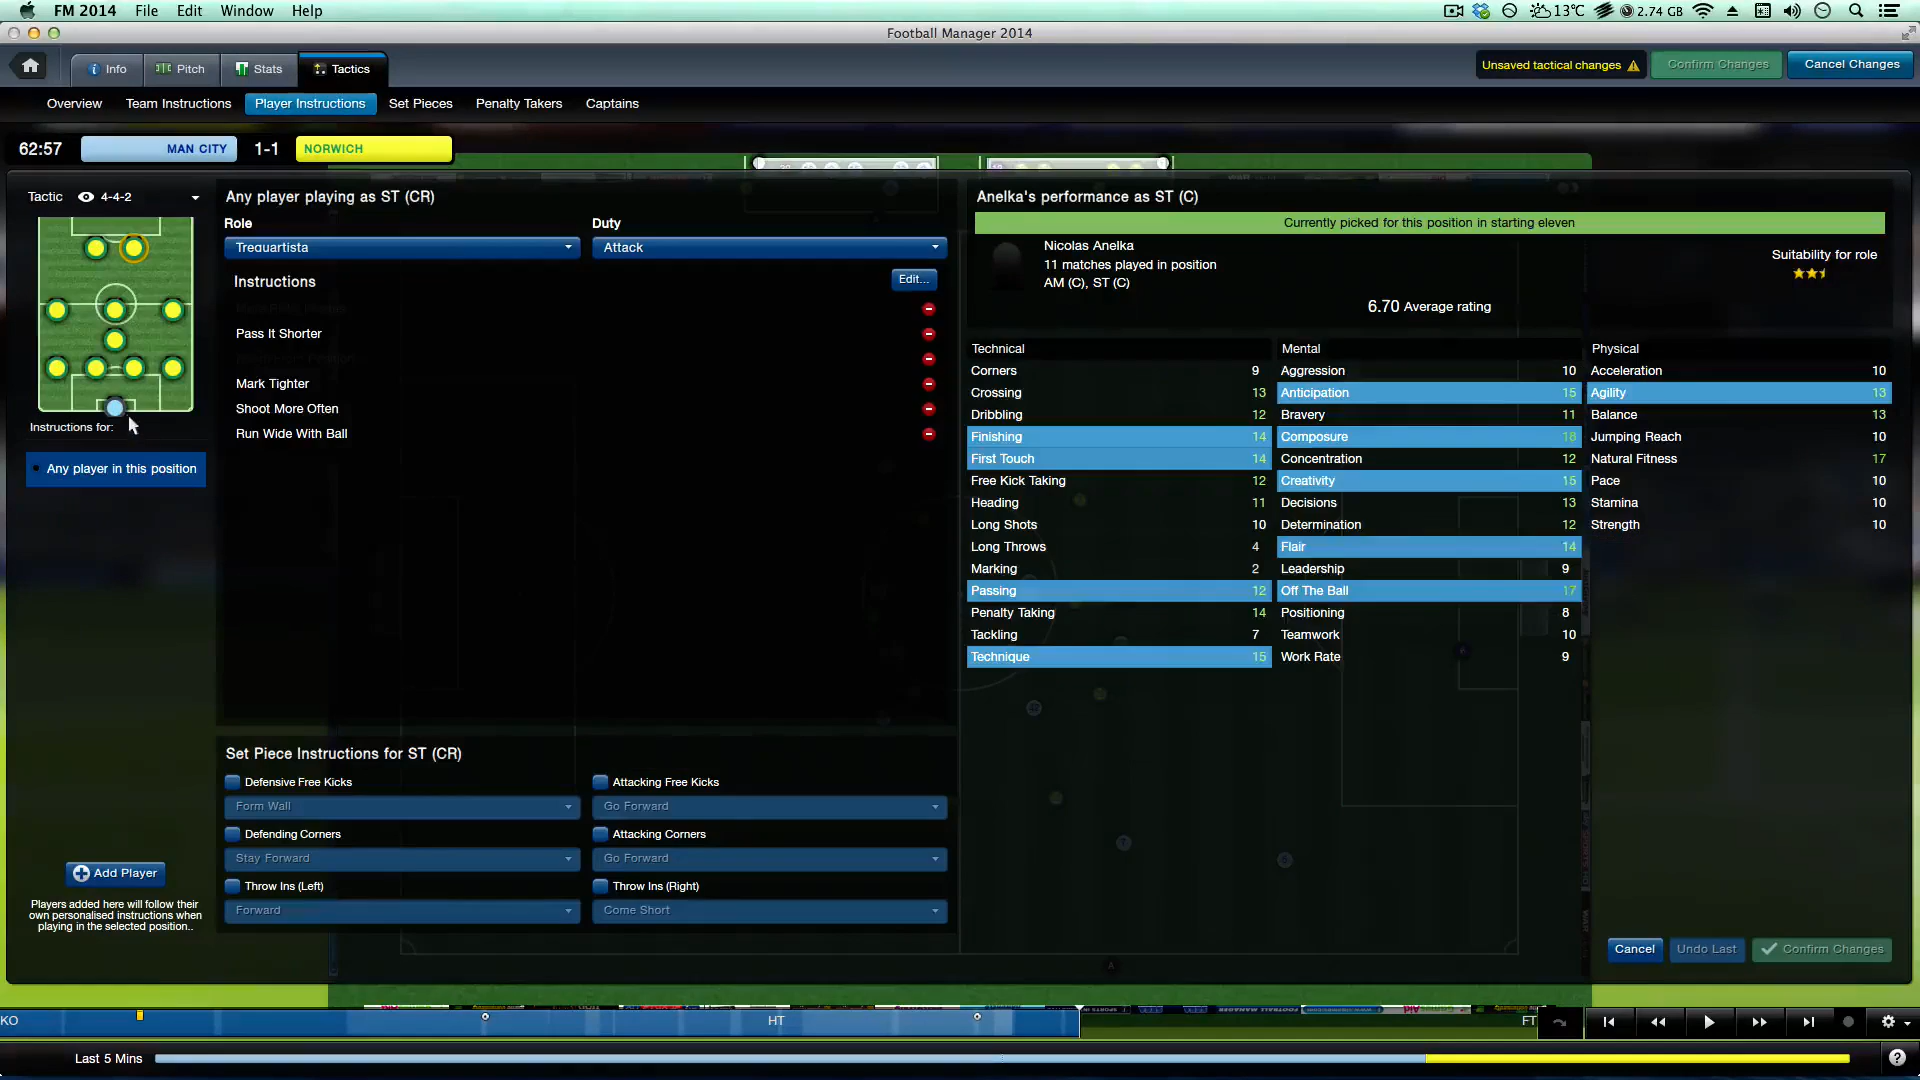 FM 2014 File Edit Window Help
13°C 2.74 GB
Football Manager 2014
Info Pitch Stats Tactics
Unsaved tactical changes Confirm Changes Cancel Changes
Overview Team Instructions Player Instructions Set Pieces Penalty Takers Captains
62:57 MAN CITY 1-1 NORWICH
Tactic 4-4-2
Instructions for:
Any player in this position
Add Player
Players added here will follow their
own personalised instructions when
playing in the selected position..
Any player playing as ST (CR)
Role Duty
Trequartista Attack
Instructions Edit...
Pass It Shorter
Mark Tighter
Shoot More Often
Run Wide With Ball
Set Piece Instructions for ST (CR)
Defensive Free Kicks Attacking Free Kicks
Form Wall Go Forward
Defending Corners Attacking Corners
Stay Forward Go Forward
Throw Ins (Left) Throw Ins (Right)
Forward Come Short
Anelka's performance as ST (C)
Currently picked for this position in starting eleven
Nicolas Anelka
11 matches played in position
AM (C), ST (C)
Suitability for role
6.70 Average rating
Technical Mental Physical
Corners 9 Aggression 10 Acceleration 10
Crossing 13 Anticipation 15 Agility 13
Dribbling 12 Bravery 11 Balance 13
Finishing 14 Composure 18 Jumping Reach 10
First Touch 14 Concentration 12 Natural Fitness 17
Free Kick Taking 12 Creativity 15 Pace 10
Heading 11 Decisions 13 Stamina 10
Long Shots 10 Determination 12 Strength 10
Long Throws 4 Flair 14
Marking 2 Leadership 9
Passing 12 Off The Ball 17
Penalty Taking 14 Positioning 8
Tackling 7 Teamwork 10
Technique 15 Work Rate 9
Cancel Undo Last Confirm Changes
KO HT FT
Last 5 Mins